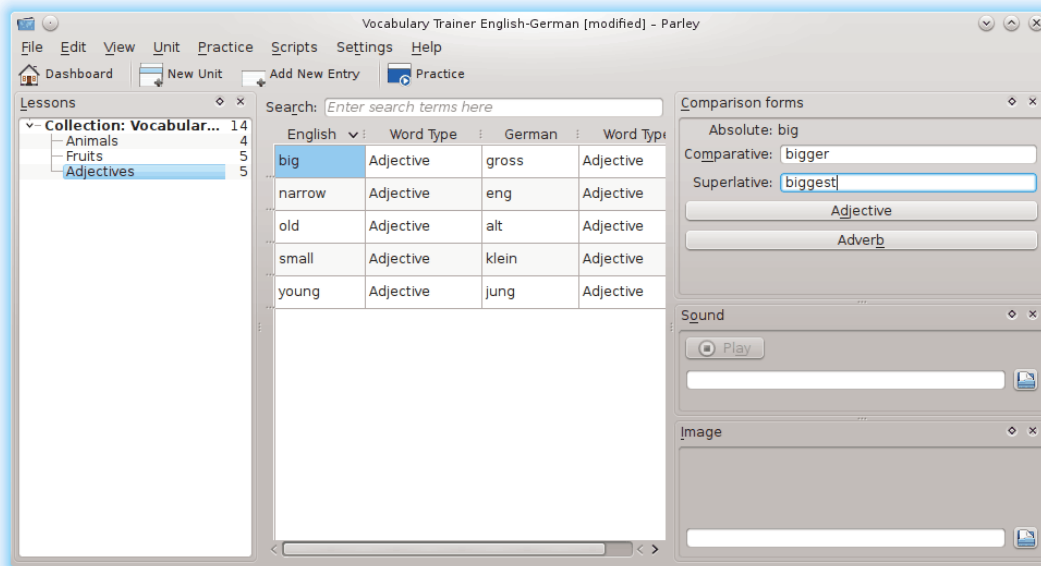 Vocabulary Trainer English-German [modified] – Parley
File Edit View Unit Practice Scripts Settings Help
Dashboard New Unit Add New Entry Practice
Lessons
Collection: Vocabular... 14
Animals 4
Fruits 5
Adjectives 5
Search: Enter search terms here
English Word Type German Word Type
big Adjective gross Adjective
narrow Adjective eng Adjective
old Adjective alt Adjective
small Adjective klein Adjective
young Adjective jung Adjective
Comparison forms
Absolute: big
Comparative: bigger
Superlative: biggest
Adjective
Adverb
Sound
Play
Image